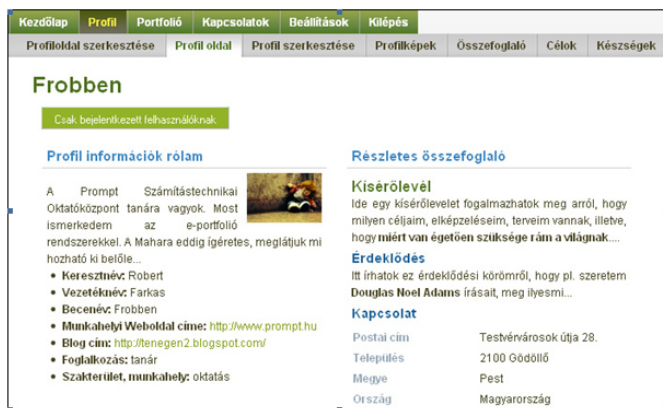 Kezdőlap Profil Portfolió Kapcsolatok Beállítások Kilépés
Profiloldal szerkesztése Profil oldal Profil szerkesztése Profilképek Összefoglaló Célok Készségek
Frobben
Csak bejelentkezett felhasználóknak
Profil információk rólam
A Prompt Számítástechnikai
Oktatóközpont tanára vagyok. Most
ismerkedem az e-portfolió
rendszerekkel. A Mahara eddig ígéretes, meglátjuk mi
hozható ki belőle...
• Keresztnév: Robert
• Vezetéknév: Farkas
• Becenév: Frobben
• Munkahelyi Weboldal címe: http://www.prompt.hu
• Blog cím: http://tenegen2.blogspot.com/
• Foglalkozás: tanár
• Szakterület, munkahely: oktatás
Részletes összefoglaló
Kísérőlevél
Ide egy kísérőlevelet fogalmazhatok meg arról, hogy
milyen céljaim, elképzeléseim, terveim vannak, illetve,
hogy miért van égetően szüksége rám a világnak....
Érdeklődés
Itt írhatok ez érdeklődési körömről, hogy pl. szeretem
Douglas Noel Adams írásait, meg ilyesmi...
Kapcsolat
Postai cím Testvérvárosok útja 28.
Település 2100 Gödöllő
Megye Pest
Ország Magyarország